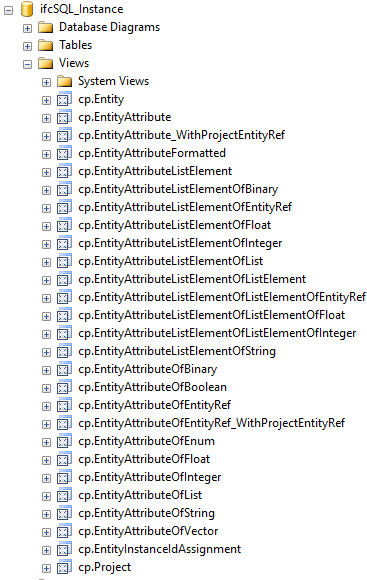 ifcSQL_Instance
Database Diagrams
Tables
Views
System Views
cp.Entity
cp.EntityAttribute
cp.EntityAttribute_WithProjectEntityRef
cp.EntityAttributeFormatted
cp.EntityAttributeListElement
cp.EntityAttributeListElementOfBinary
cp.EntityAttributeListElementOfEntityRef
cp.EntityAttributeListElementOfFloat
cp.EntityAttributeListElementOfInteger
cp.EntityAttributeListElementOfList
cp.EntityAttributeListElementOfListElement
cp.EntityAttributeListElementOfListElementOfEntityRef
cp.EntityAttributeListElementOfListElementOfFloat
cp.EntityAttributeListElementOfListElementOfInteger
cp.EntityAttributeListElementOfString
cp.EntityAttributeOfBinary
cp.EntityAttributeOfBoolean
cp.EntityAttributeOfEntityRef
cp.EntityAttributeOfEntityRef_WithProjectEntityRef
cp.EntityAttributeOfEnum
cp.EntityAttributeOfFloat
cp.EntityAttributeOfInteger
cp.EntityAttributeOfList
cp.EntityAttributeOfString
cp.EntityAttributeOfVector
cp.EntityInstanceIdAssignment
cp.Project